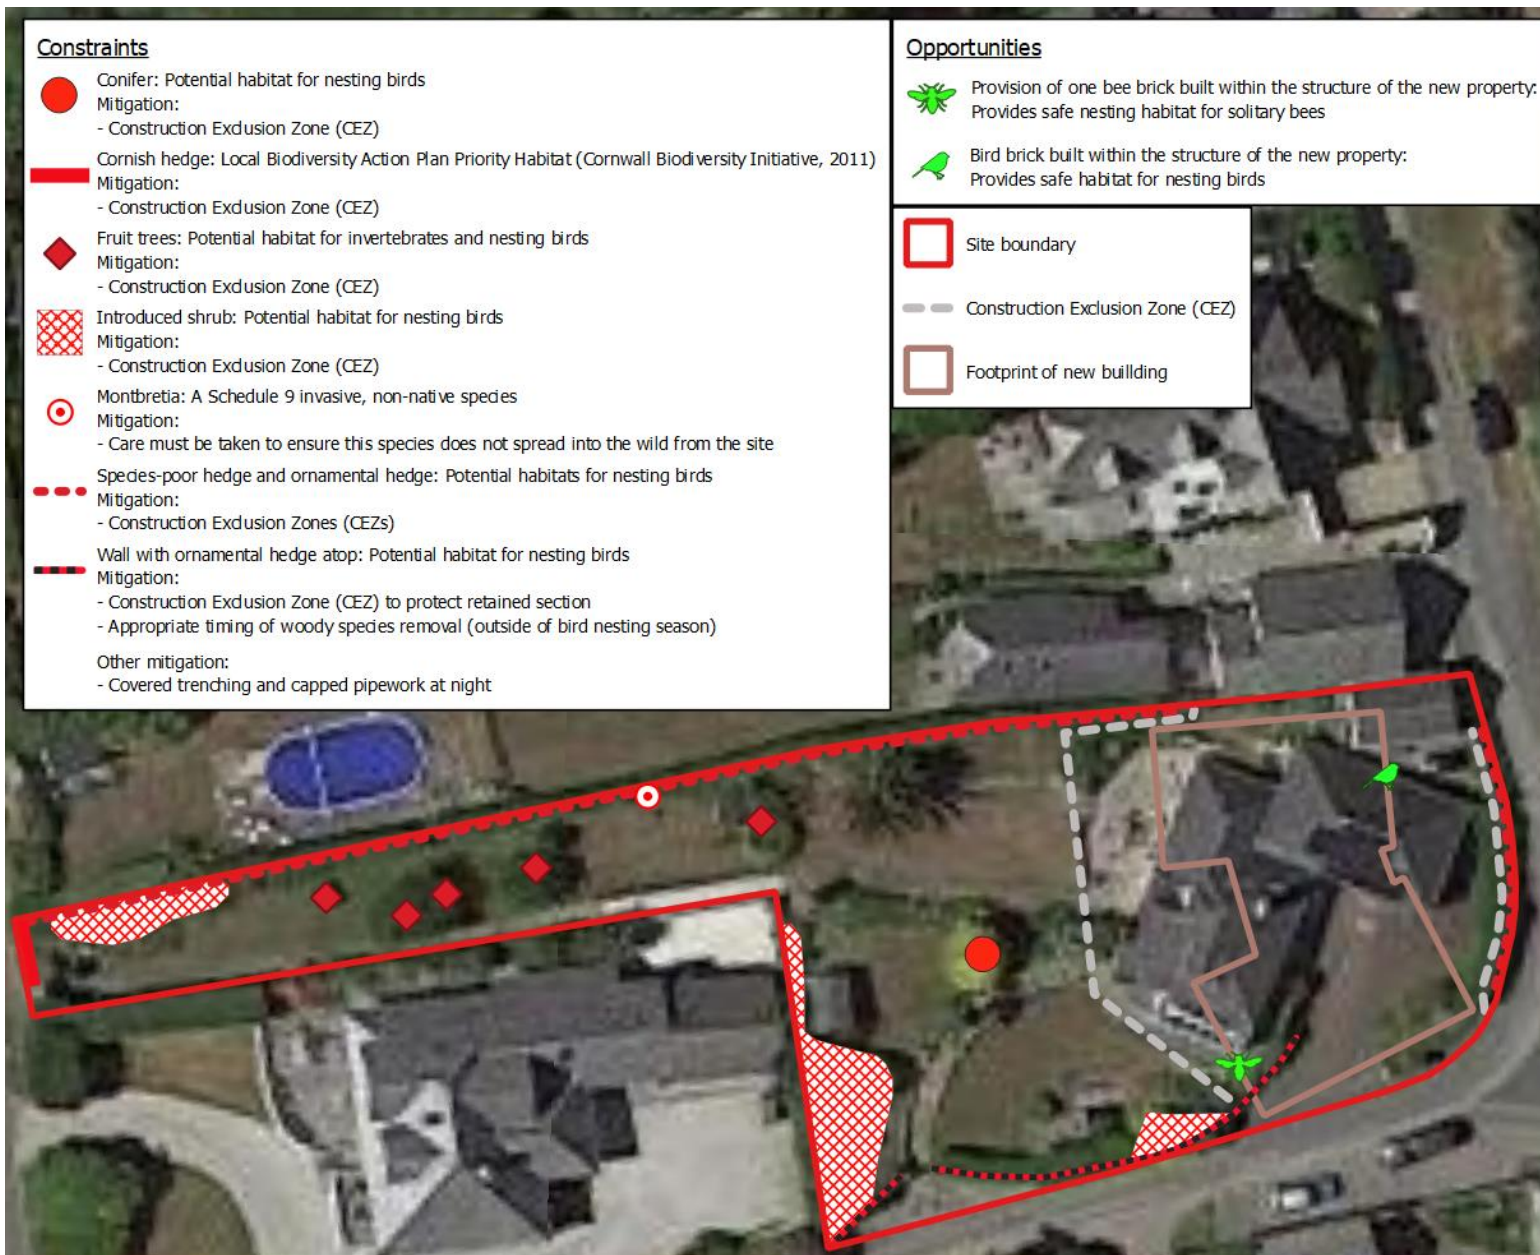 Constraints
Conifer: Potential habitat for nesting birds
Mitigation:
- Construction Exclusion Zone (CEZ)
Cornish hedge: Local Biodiversity Action Plan Priority Habitat (Cornwall Biodiversity Initiative, 2011)
Mitigation:
- Construction Exclusion Zone (CEZ)
Fruit trees: Potential habitat for invertebrates and nesting birds
Mitigation:
- Construction Exclusion Zone (CEZ)
Introduced shrub: Potential habitat for nesting birds
Mitigation:
- Construction Exclusion Zone (CEZ)
Montbretia: A Schedule 9 invasive, non-native species
Mitigation:
- Care must be taken to ensure this species does not spread into the wild from the site
Species-poor hedge and ornamental hedge: Potential habitats for nesting birds
Mitigation:
- Construction Exclusion Zones (CEZs)
Wall with ornamental hedge atop: Potential habitat for nesting birds
Mitigation:
- Construction Exclusion Zone (CEZ) to protect retained section
- Appropriate timing of woody species removal (outside of bird nesting season)
Other mitigation:
- Covered trenching and capped pipework at night
Opportunities
Provision of one bee brick built within the structure of the new property:
Provides safe nesting habitat for solitary bees
Bird brick built within the structure of the new property:
Provides safe habitat for nesting birds
Site boundary
Construction Exclusion Zone (CEZ)
Footprint of new buillding